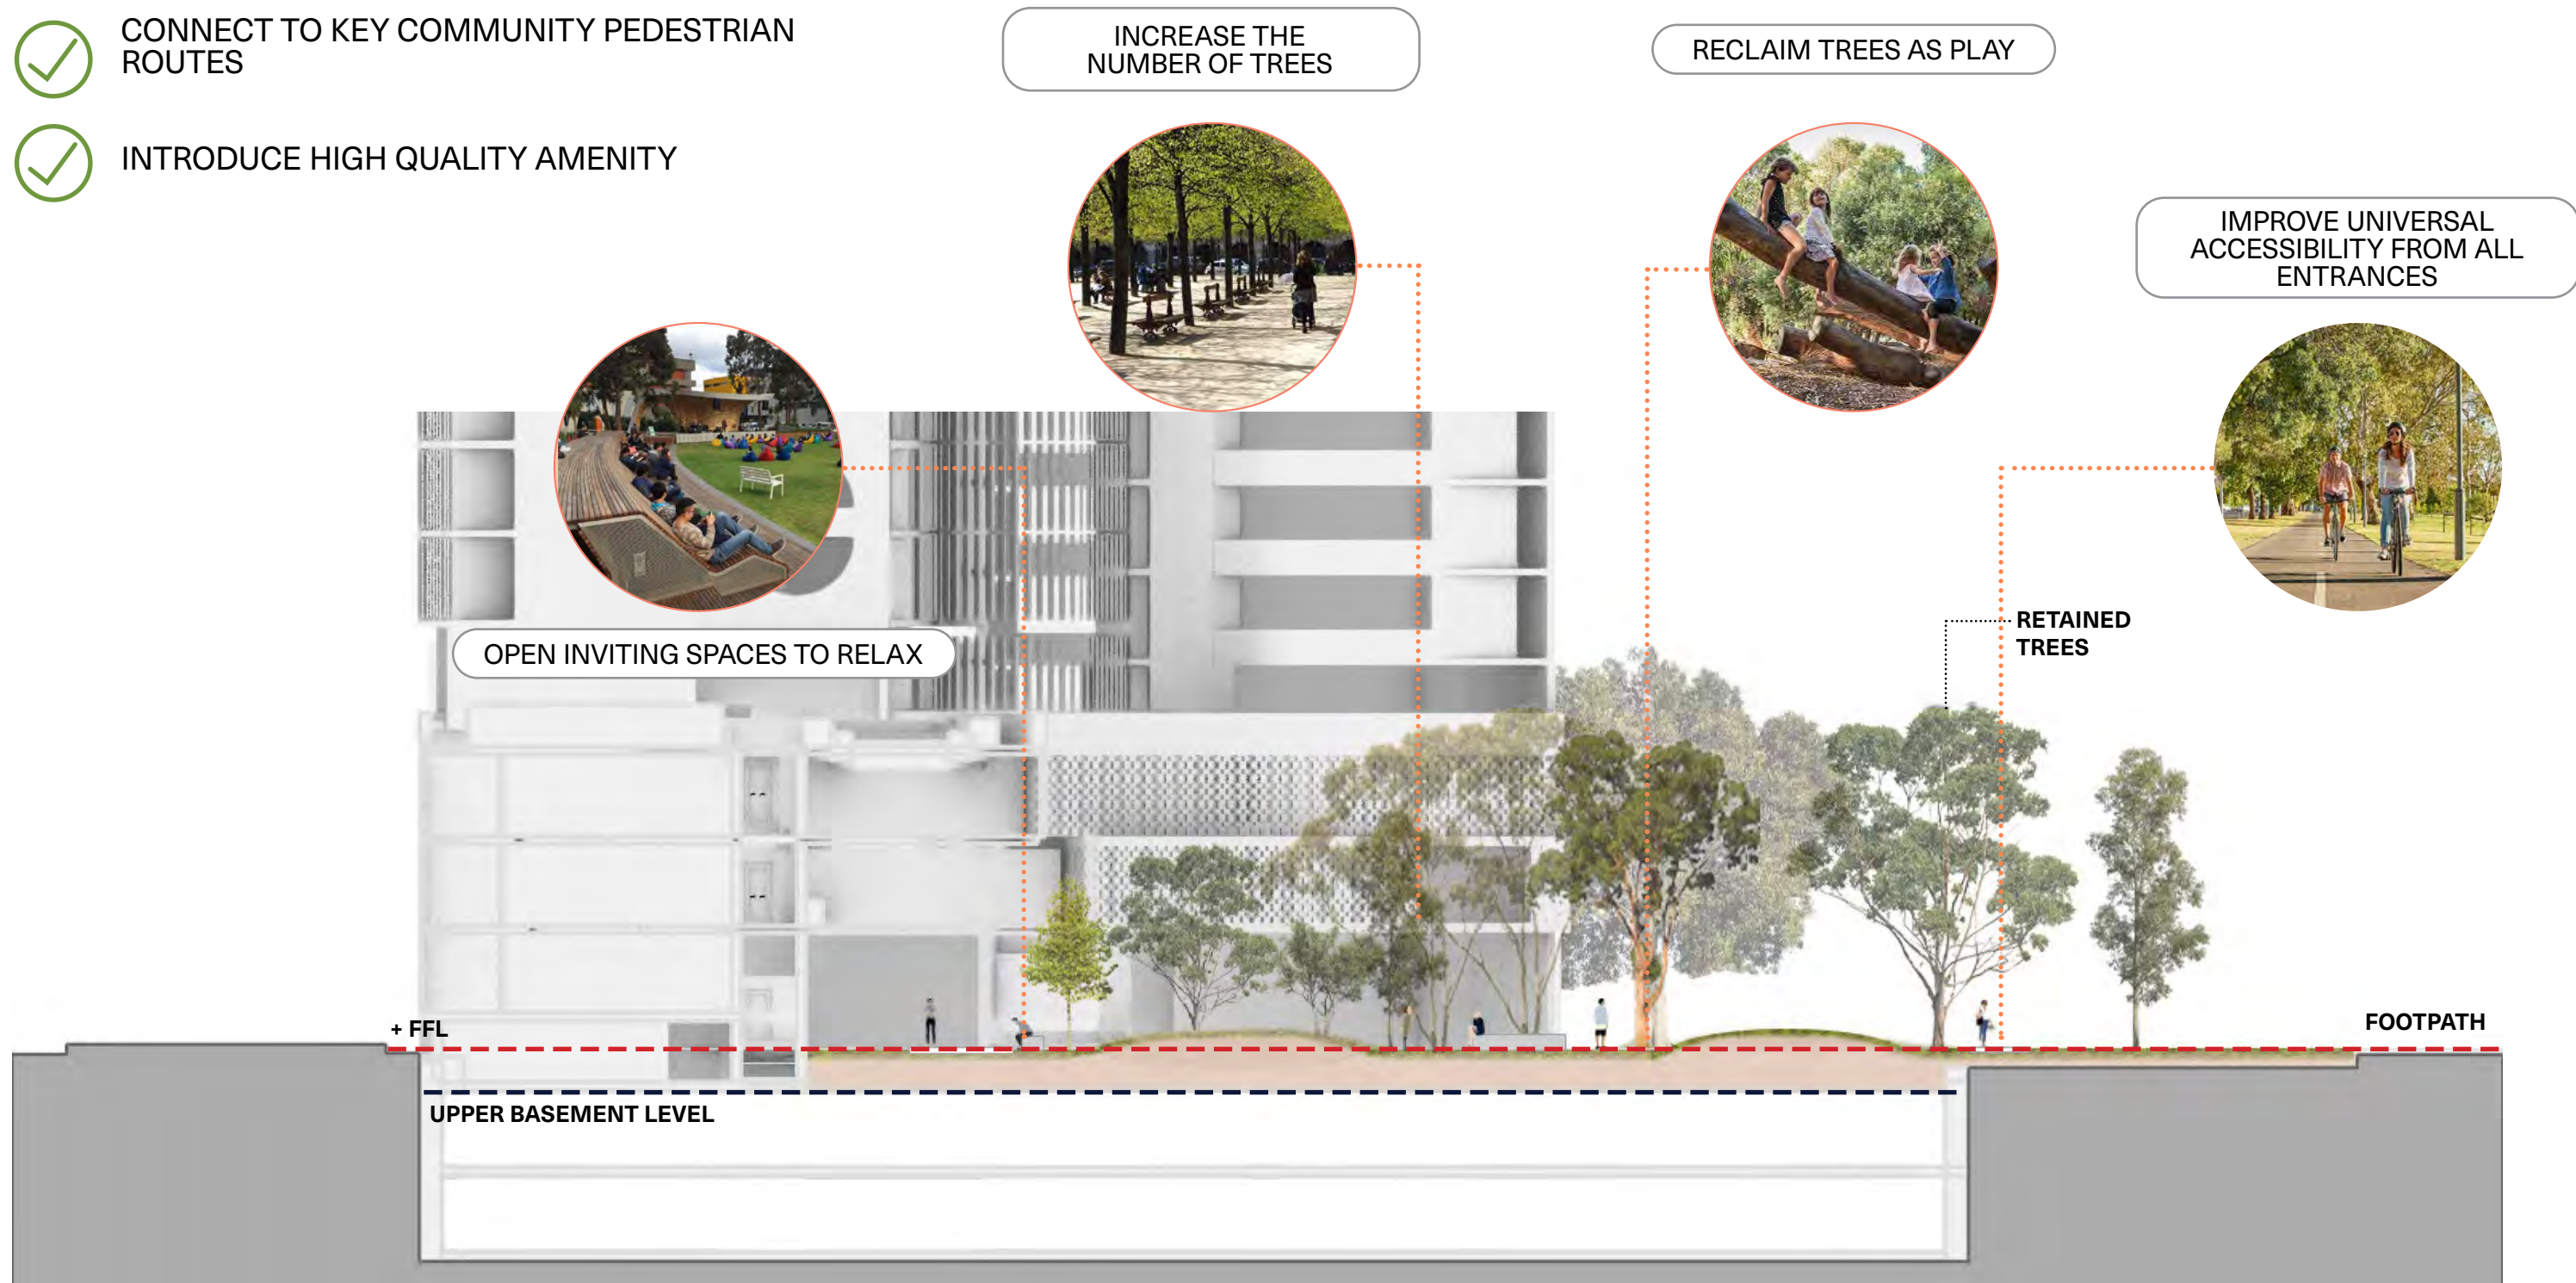 CONNECT TO KEY COMMUNITY PEDESTRIAN
ROUTES
INTRODUCE HIGH QUALITY AMENITY
INCREASE THE
NUMBER OF TREES
RECLAIM TREES AS PLAY
IMPROVE UNIVERSAL
ACCESSIBILITY FROM ALL
ENTRANCES
OPEN INVITING SPACES TO RELAX
RETAINED
TREES
+ FFL
FOOTPATH
UPPER BASEMENT LEVEL